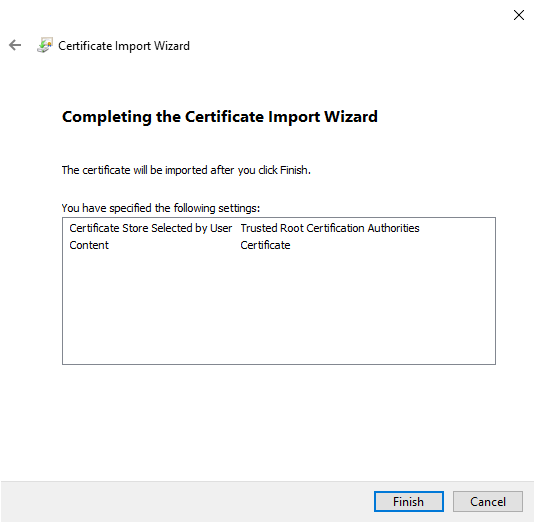 Certificate Import Wizard
Completing the Certificate Import Wizard
The certificate will be imported after you click Finish.
You have specified the following settings:
Certificate Store Selected by User Trusted Root Certification Authorities
Content Certificate
Finish Cancel